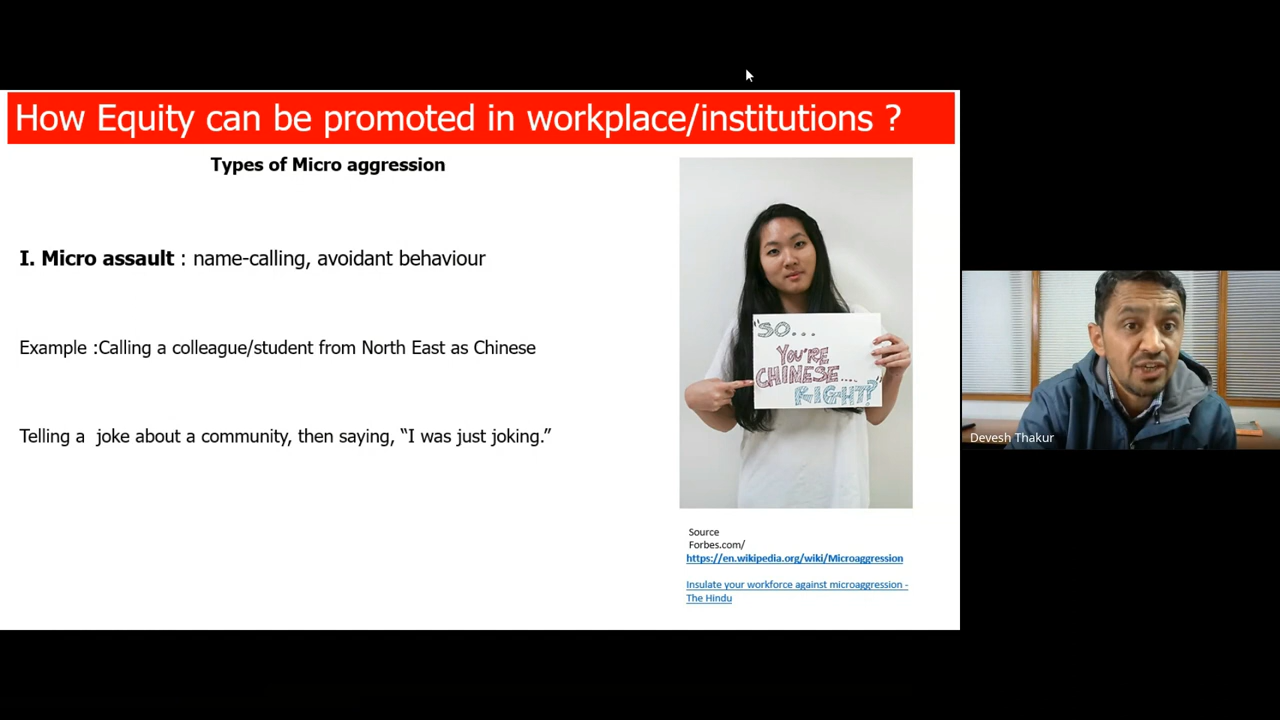 How Equity can be promoted in workplace/institutions ?
Types of Micro aggression
I. Micro assault : name-calling, avoidant behaviour
Example :Calling a colleague/student from North East as Chinese
Telling a  joke about a community, then saying, “I was just joking.”
"SO...
YOU'RE
CHINESE....
RIGHT?"
Source
Forbes.com/
https://en.wikipedia.org/wiki/Microaggression
Insulate your workforce against microaggression -
The Hindu
Devesh Thakur